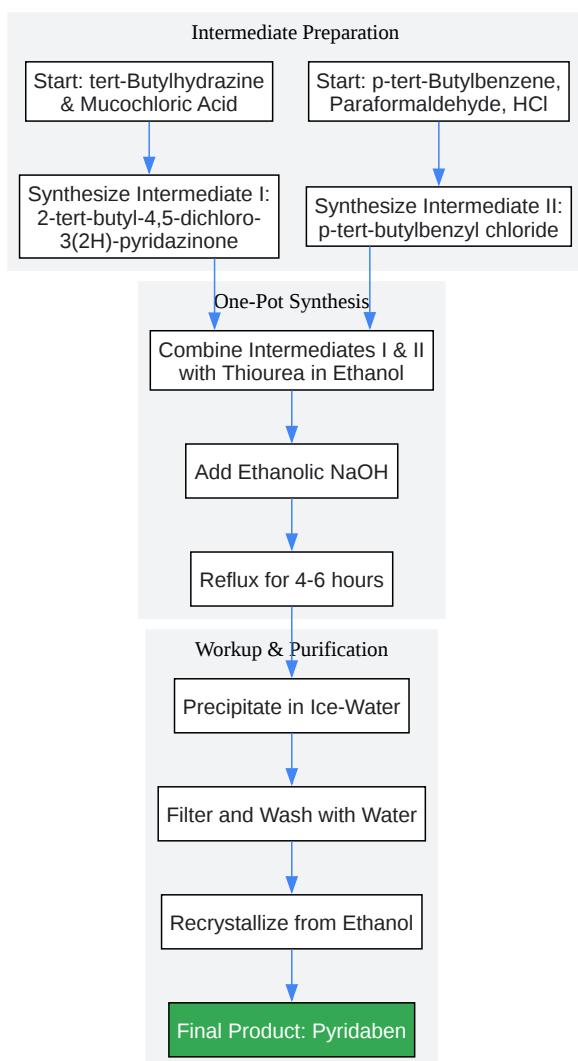 Intermediate Preparation
Start: tert-Butylhydrazine
& Mucochloric Acid
Start: p-tert-Butylbenzene,
Paraformaldehyde, HCl
Synthesize Intermediate I:
2-tert-butyl-4,5-dichloro-
3(2H)-pyridazinone
Synthesize Intermediate II:
p-tert-butylbenzyl chloride
One-Pot Synthesis
Combine Intermediates I & II
with Thiourea in Ethanol
Add Ethanolic NaOH
Reflux for 4-6 hours
Workup & Purification
Precipitate in Ice-Water
Filter and Wash with Water
Recrystallize from Ethanol
Final Product: Pyridaben